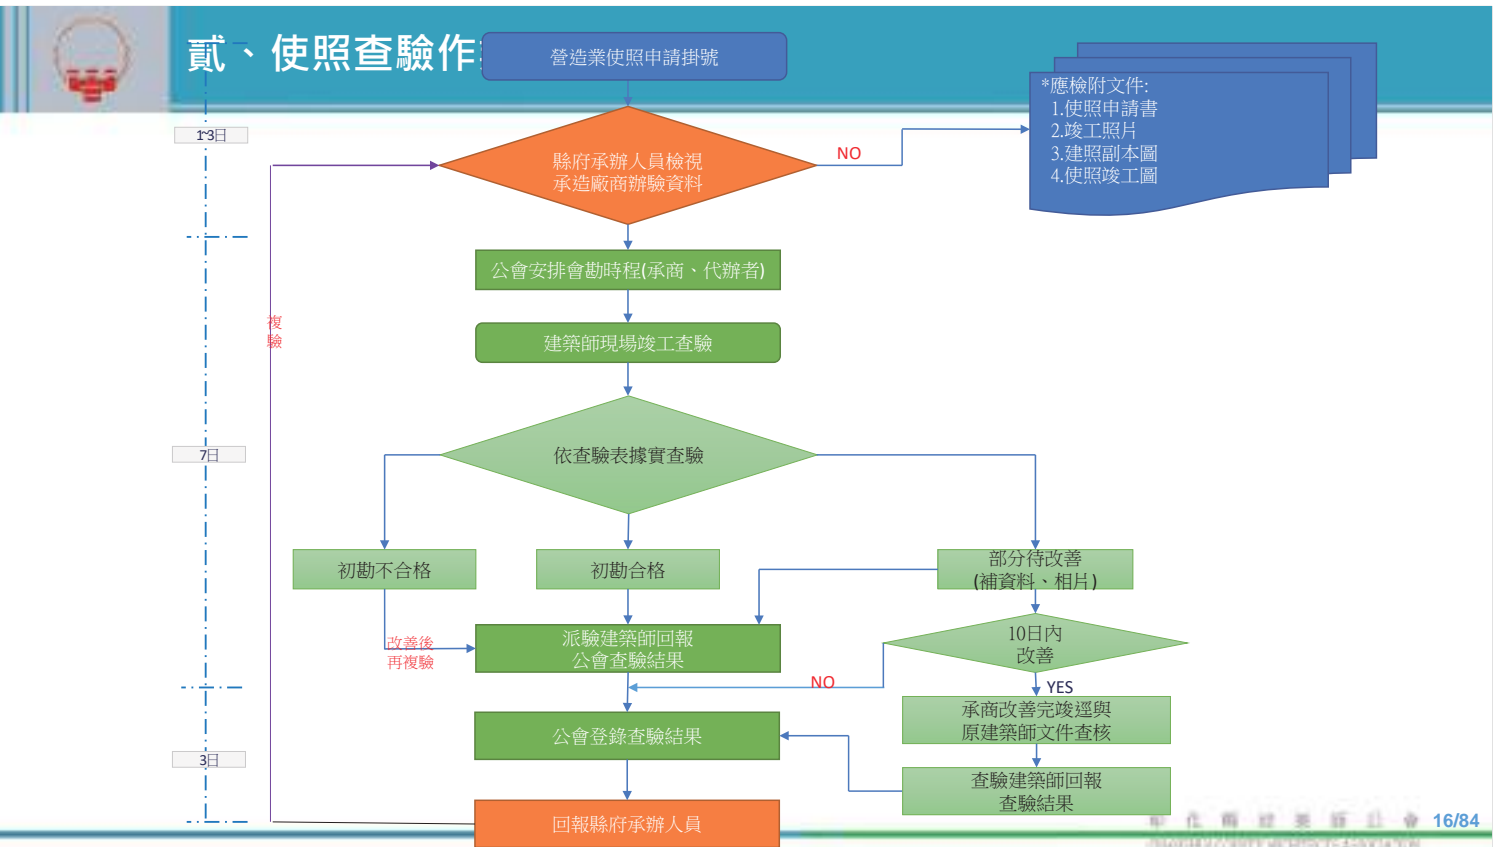 貳、使照查驗作
營造業使照申請掛號
*應檢附文件:
1.使照申請書
2.竣工照片
3.建照副本圖
4.使照竣工圖
1~3日
縣府承辦人員檢視
承造廠商辦驗資料
NO
公會安排會勘時程(承商、代辦者)
複
驗
建築師現場竣工查驗
7日
依查驗表據實查驗
初勘不合格
初勘合格
部分待改善
(補資料、相片)
改善後
再複驗
派驗建築師回報
公會查驗結果
10日內
改善
NO
YES
承商改善完竣逕與
原建築師文件查核
公會登錄查驗結果
3日
查驗建築師回報
查驗結果
回報縣府承辦人員
16/84